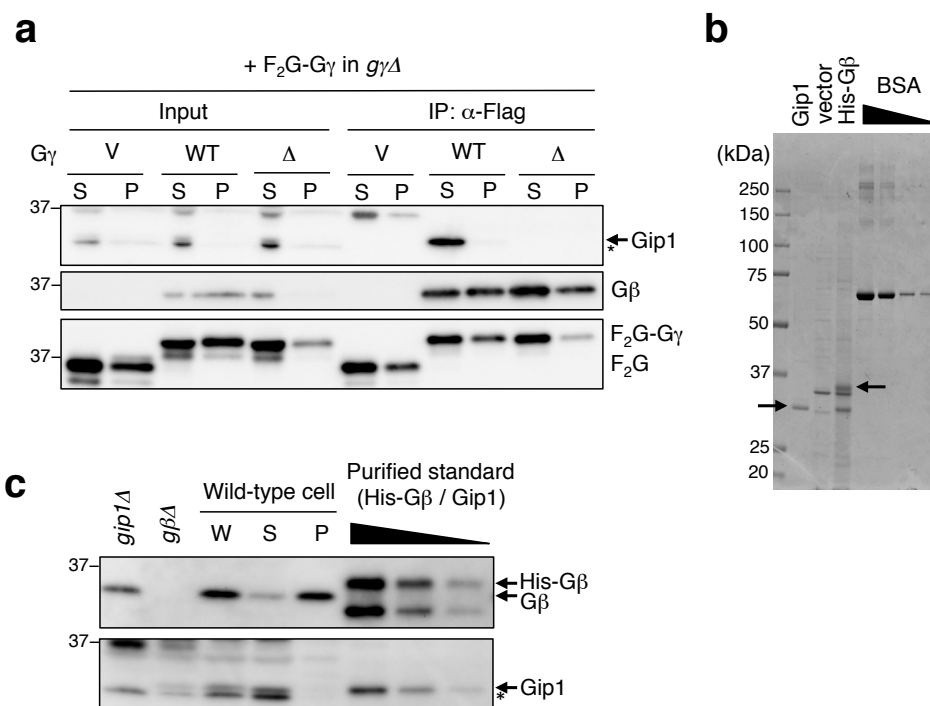 a
+ F₂G-Gγ in gγΔ
Input IP: α-Flag
Gγ V WT Δ V WT Δ
S P S P S P S P S P S P
37
Gip1
*
37
Gβ
F₂G-Gγ
37
F₂G
b
Gip1 vector His-Gβ BSA
(kDa)
250
150
100
75
50
37
25
20
c
gip1Δ gβΔ Wild-type cell Purified standard
(His-Gβ / Gip1)
W S P
37
His-Gβ
Gβ
37
Gip1
*